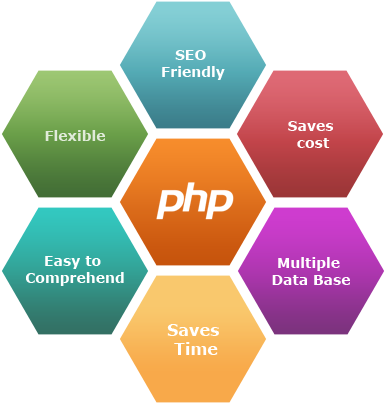 SEO
Friendly
Flexible
Saves
cost
php
Easy to
Comprehend
Multiple
Data Base
Saves
Time